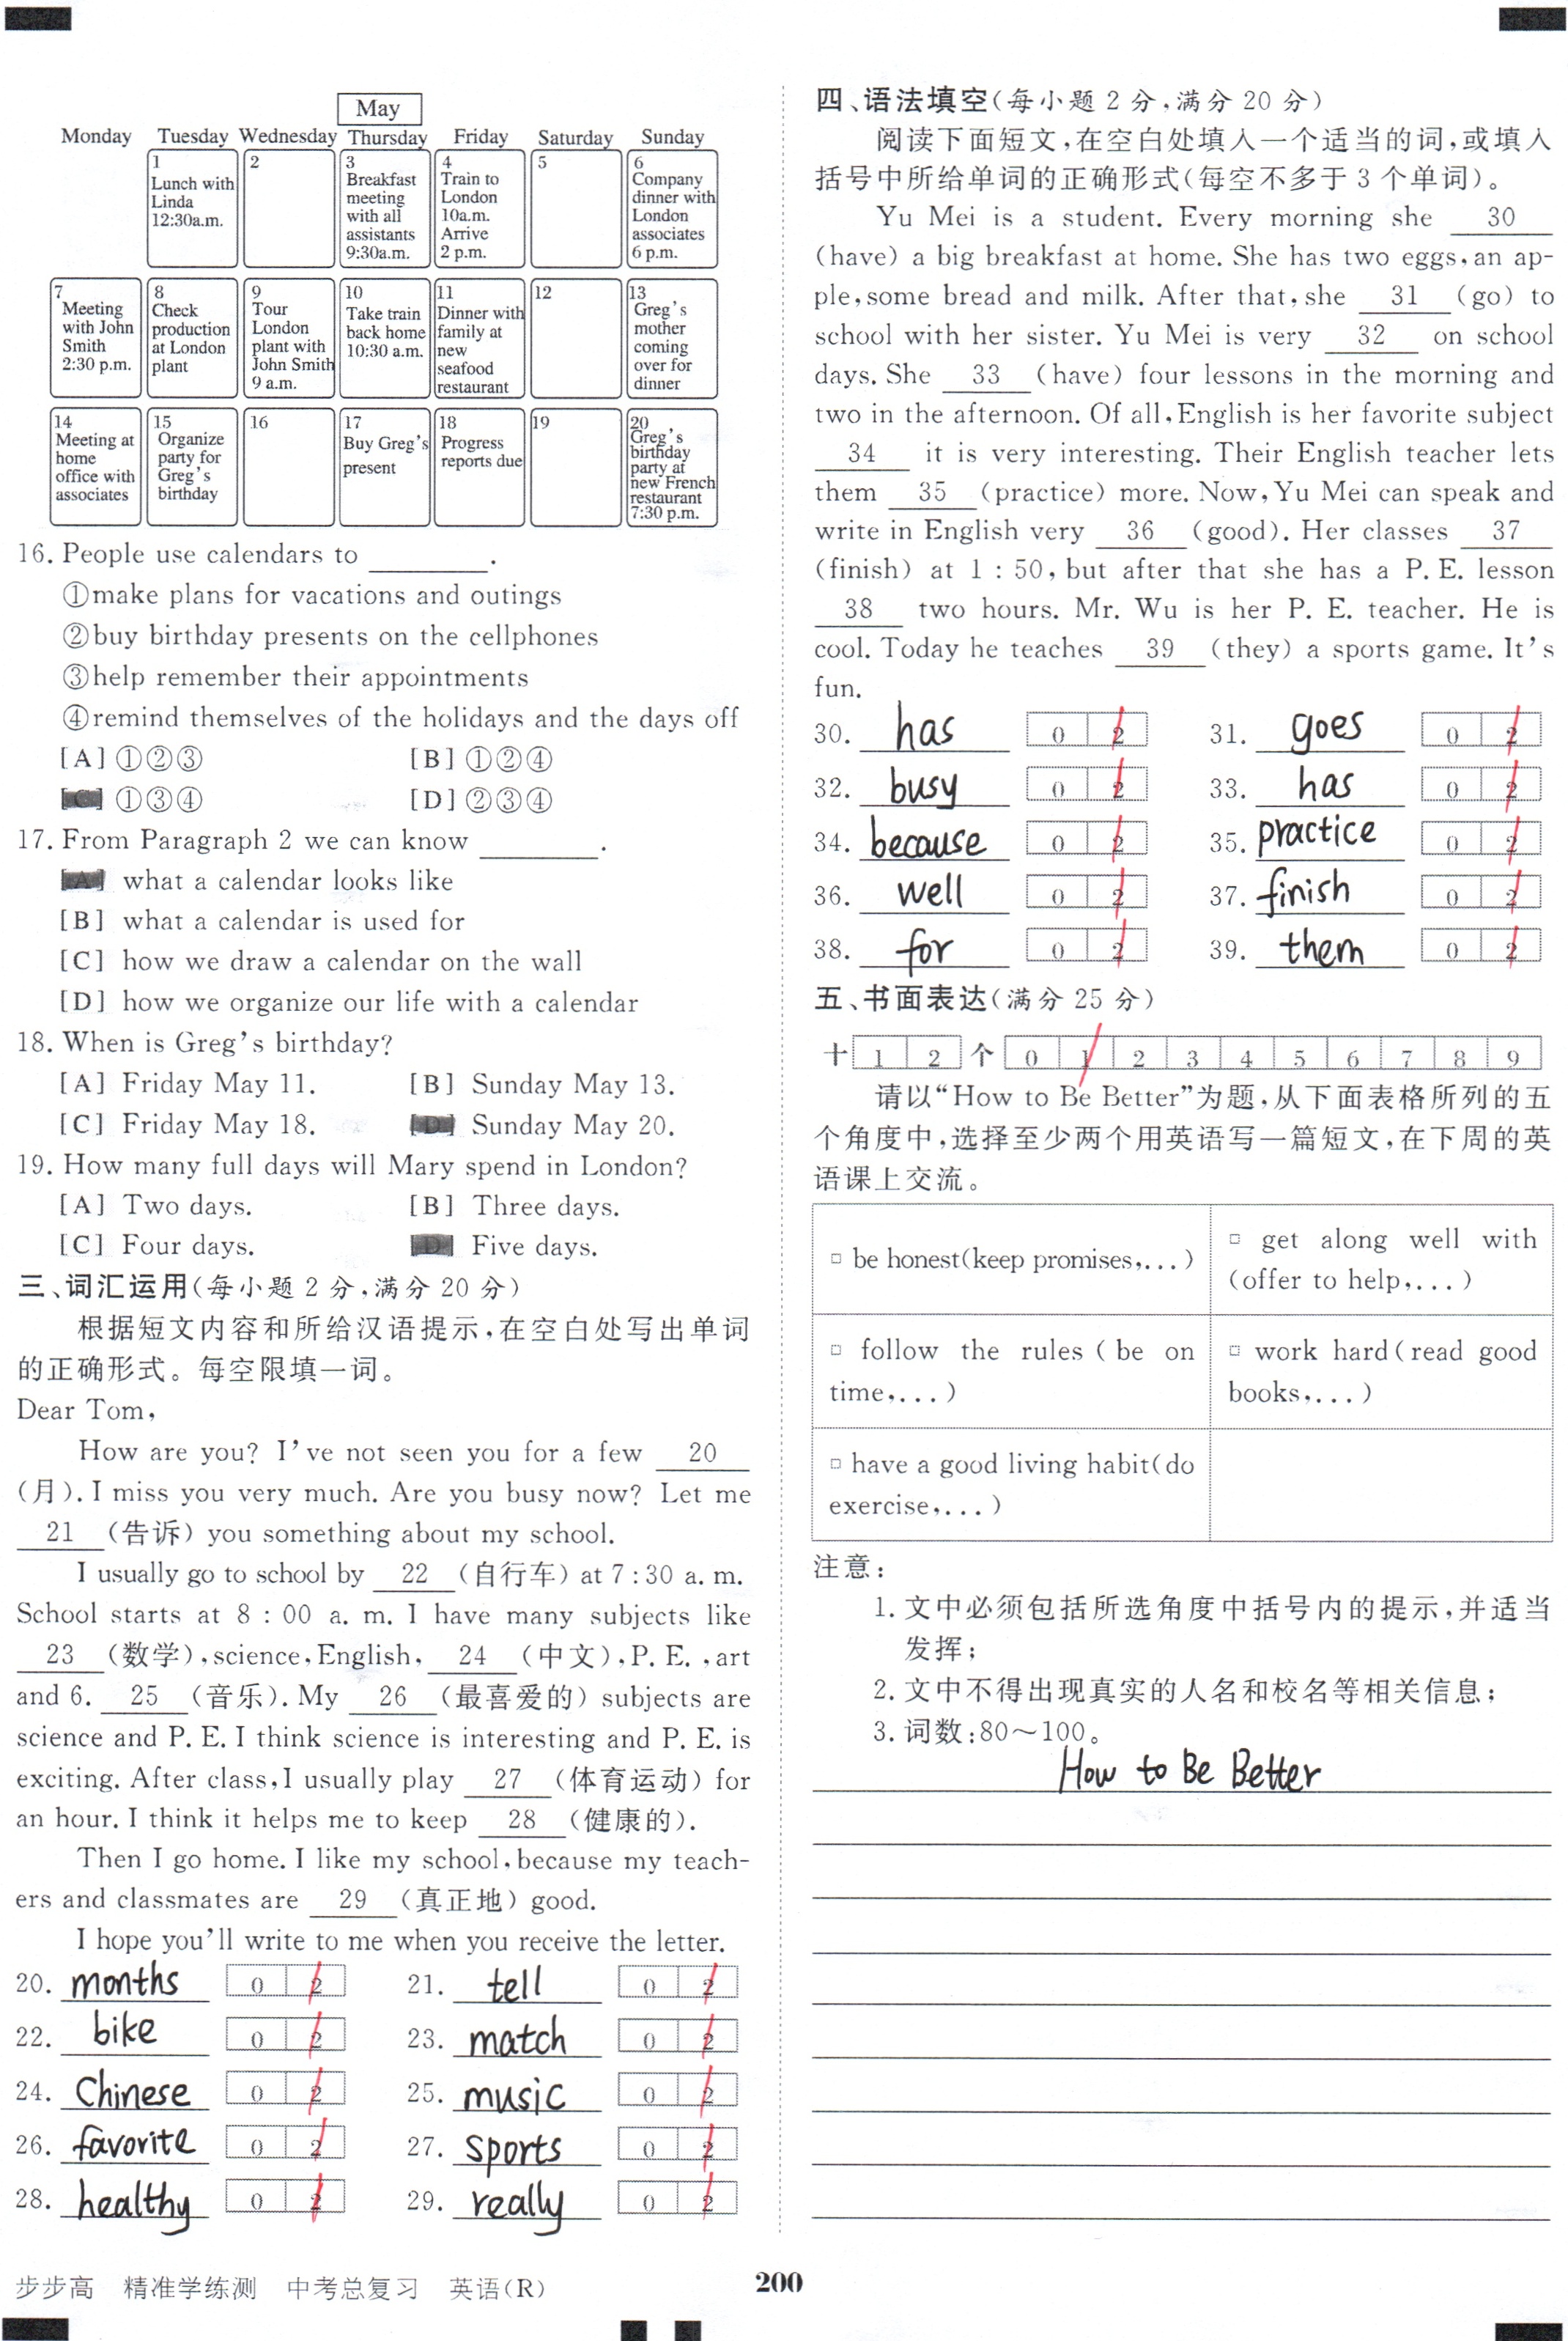 May
Monday Tuesday Wednesday Thursday Friday Saturday Sunday
1
Lunch with
Linda
12:30a.m.
2
3
Breakfast
meeting
with all
assistants
9:30a.m.
4
Train to
London
10a.m.
Arrive
2 p.m.
5
6
Company
dinner with
London
associates
6 p.m.
7
Meeting
with John
Smith
2:30 p.m.
8
Check
production
at London
plant
9
Tour
London
plant with
John Smith
9 a.m.
10
Take train
back home
10:30 a.m.
11
Dinner with
family at
new
seafood
restaurant
12
13
Greg's
mother
coming
over for
dinner
14
Meeting at
home
office with
associates
15
Organize
party for
Greg's
birthday
16
17
Buy Greg's
present
18
Progress
reports due
19
20
Greg's
birthday
party at
new French
restaurant
7:30 p.m.
16. People use calendars to ________.
①make plans for vacations and outings
②buy birthday presents on the cellphones
③help remember their appointments
④remind themselves of the holidays and the days off
[A] ①②③ [B] ①②④
[C] ①③④ [D] ②③④
17. From Paragraph 2 we can know ________.
[A] what a calendar looks like
[B] what a calendar is used for
[C] how we draw a calendar on the wall
[D] how we organize our life with a calendar
18. When is Greg's birthday?
[A] Friday May 11. [B] Sunday May 13.
[C] Friday May 18. [D] Sunday May 20.
19. How many full days will Mary spend in London?
[A] Two days. [B] Three days.
[C] Four days. [D] Five days.
三、词汇运用(每小题 2 分,满分 20 分)
根据短文内容和所给汉语提示,在空白处写出单词
的正确形式。每空限填一词。
Dear Tom,
How are you? I've not seen you for a few 20
(月). I miss you very much. Are you busy now? Let me
21 (告诉) you something about my school.
I usually go to school by 22 (自行车) at 7:30 a. m.
School starts at 8 : 00 a. m. I have many subjects like
23 (数学), science, English, 24 (中文), P. E. , art
and 6. 25 (音乐). My 26 (最喜爱的) subjects are
science and P. E. I think science is interesting and P. E. is
exciting. After class, I usually play 27 (体育运动) for
an hour. I think it helps me to keep 28 (健康的).
Then I go home. I like my school, because my teach-
ers and classmates are 29 (真正地) good.
I hope you'll write to me when you receive the letter.
20. months 0 2 21. tell 0 2
22. bike 0 2 23. match 0 2
24. Chinese 0 2 25. music 0 2
26. favorite 0 2 27. sports 0 2
28. healthy 0 2 29. really 0 2
四、语法填空(每小题 2 分,满分 20 分)
阅读下面短文,在空白处填入一个适当的词,或填入
括号中所给单词的正确形式(每空不多于 3 个单词)。
Yu Mei is a student. Every morning she 30
(have) a big breakfast at home. She has two eggs, an ap-
ple, some bread and milk. After that, she 31 (go) to
school with her sister. Yu Mei is very 32 on school
days. She 33 (have) four lessons in the morning and
two in the afternoon. Of all, English is her favorite subject
34 it is very interesting. Their English teacher lets
them 35 (practice) more. Now, Yu Mei can speak and
write in English very 36 (good). Her classes 37
(finish) at 1 : 50, but after that she has a P. E. lesson
38 two hours. Mr. Wu is her P. E. teacher. He is
cool. Today he teaches 39 (they) a sports game. It's
fun.
30. has 0 2 31. goes 0 2
32. busy 0 2 33. has 0 2
34. because 0 2 35. practice 0 2
36. well 0 2 37. finish 0 2
38. for 0 2 39. them 0 2
五、书面表达(满分 25 分)
十 1 2 个 0 1 2 3 4 5 6 7 8 9
请以“How to Be Better”为题,从下面表格所列的五
个角度中,选择至少两个用英语写一篇短文,在下周的英
语课上交流。
□ be honest(keep promises,...)
□ get along well with
(offer to help,...)
□ follow the rules ( be on
time,...)
□ work hard(read good
books,...)
□ have a good living habit(do
exercise,...)
注意:
1. 文中必须包括所选角度中括号内的提示,并适当
发挥;
2. 文中不得出现真实的人名和校名等相关信息;
3. 词数:80~100。
How to Be Better
步步高 精准学练测 中考总复习 英语(R)
200